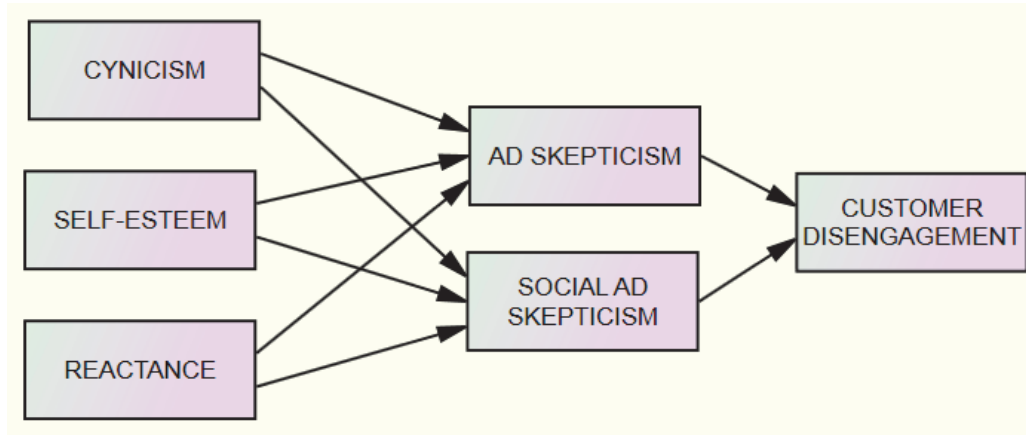 CYNICISM
SELF-ESTEEM
REACTANCE
AD SKEPTICISM
SOCIAL AD
SKEPTICISM
CUSTOMER
DISENGAGEMENT